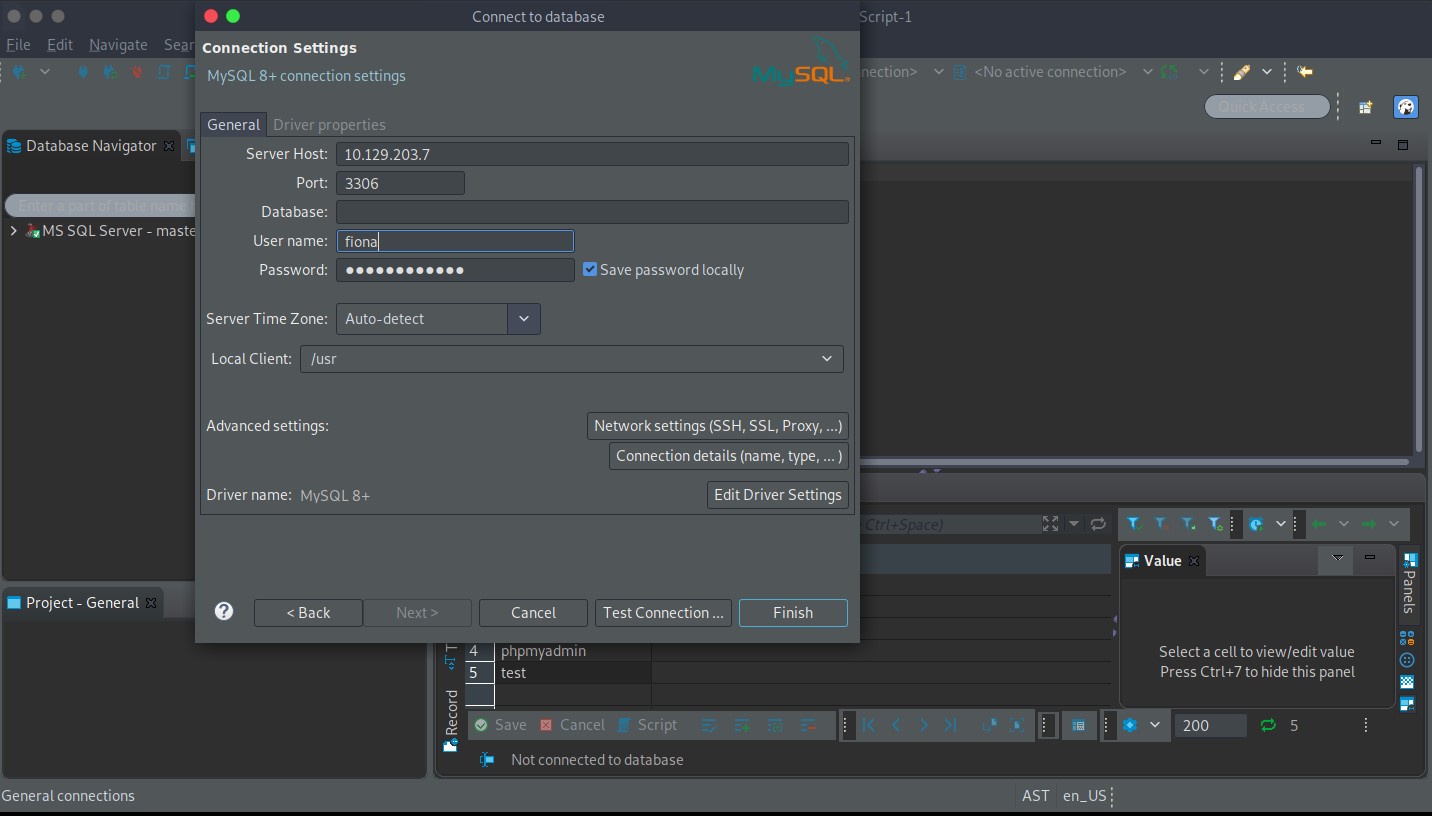 Connect to database
Script-1
File Edit Navigate Sear
Connection Settings
MySQL 8+ connection settings
MySQL
nection> <No active connection>
Quick Access
General Driver properties
Database Navigator
Server Host: 10.129.203.7
Port: 3306
Enter a part of table name
Database:
MS SQL Server - maste
User name: fiona
Password: ●●●●●●●●●●●● Save password locally
Server Time Zone: Auto-detect
Local Client: /usr
Advanced settings: Network settings (SSH, SSL, Proxy, ...)
Connection details (name, type, ... )
Driver name: MySQL 8+ Edit Driver Settings
Ctrl+Space)
Value
Panels
Project - General
? < Back Next > Cancel Test Connection ... Finish
4 phpmyadmin
5 test
Select a cell to view/edit value
Press Ctrl+7 to hide this panel
T
Record
Save Cancel Script 200 5
Not connected to database
General connections AST en_US